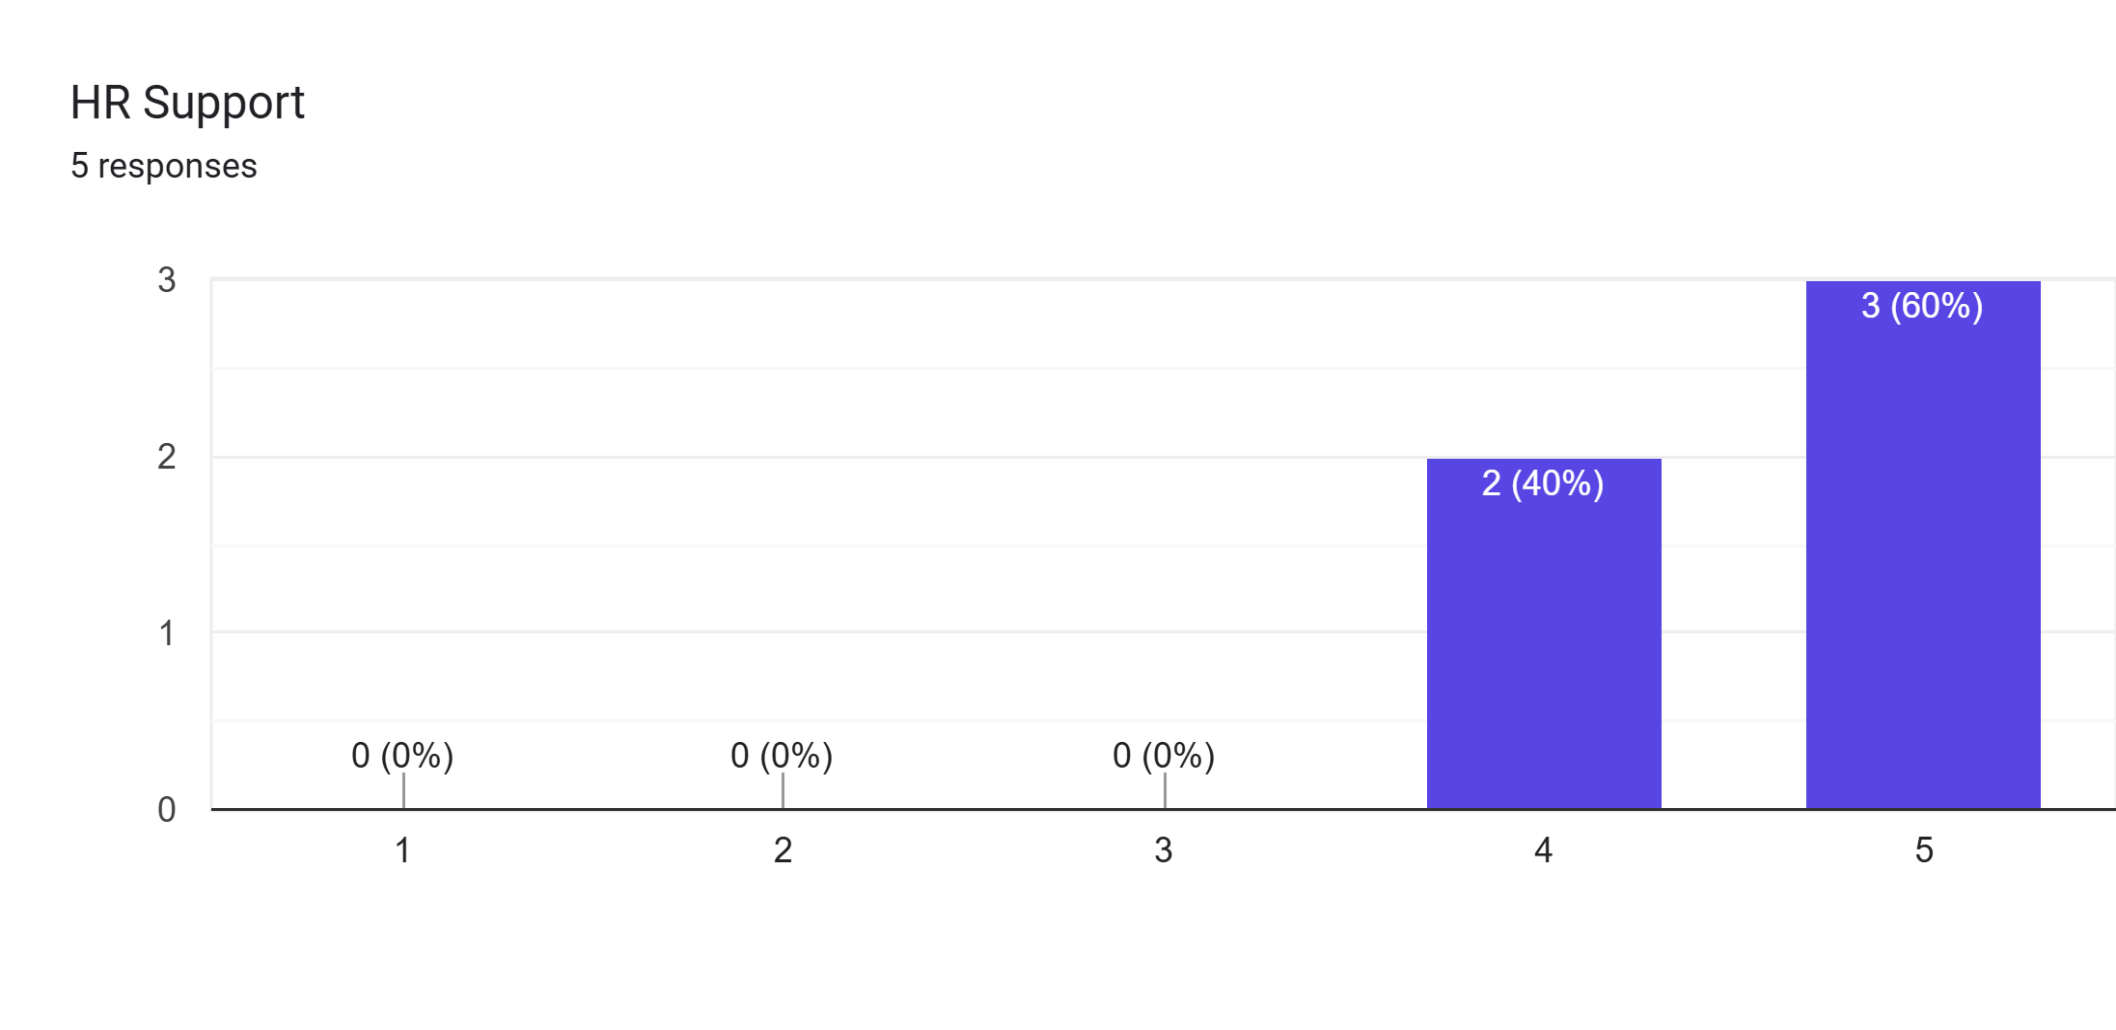 HR Support
5 responses
3
3 (60%)
2
2 (40%)
1
0 (0%) 0 (0%) 0 (0%)
0
1 2 3 4 5